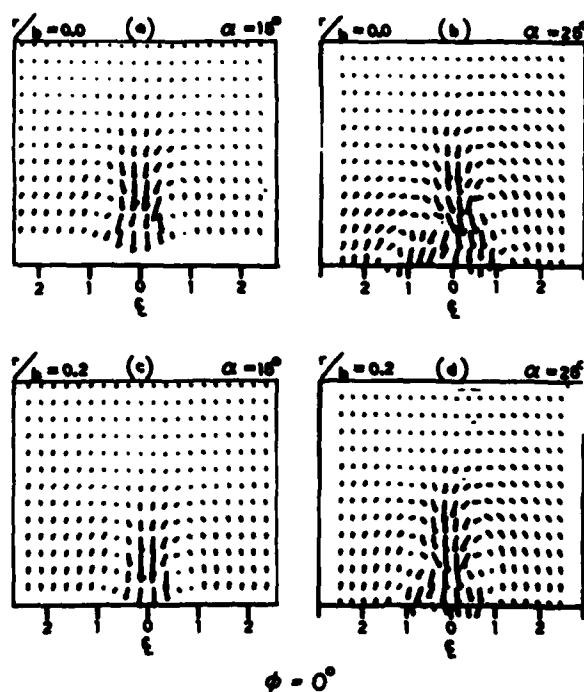 r/b = 0.0 (a) α = 18°
r/b = 0.0 (b) α = 26°
2 1 0 1 2
2 1 0 1 2
℄
℄
r/b = 0.2 (c) α = 18°
r/b = 0.2 (d) α = 26°
2 1 0 1 2
2 1 0 1 2
℄
℄
φ = 0°